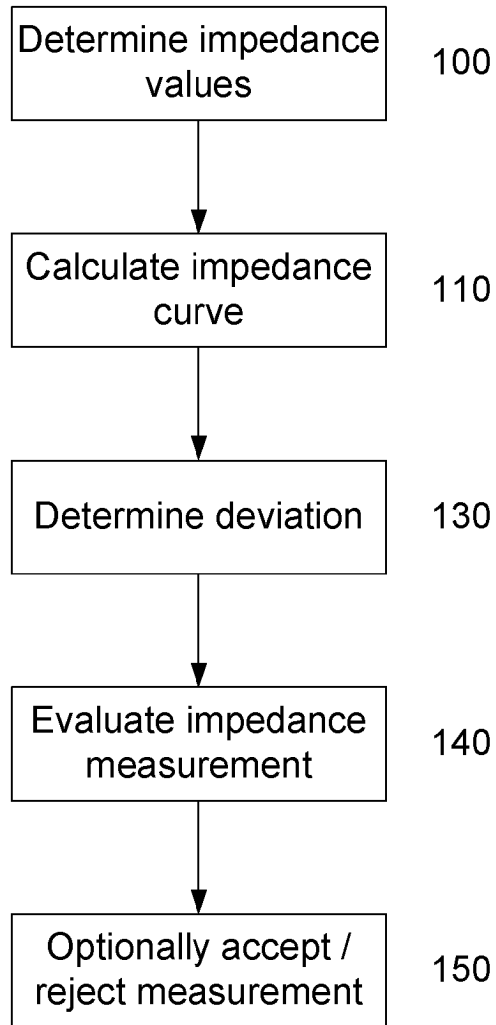 Determine impedance
values
100
Calculate impedance
curve
110
Determine deviation
130
Evaluate impedance
measurement
140
Optionally accept /
reject measurement
150